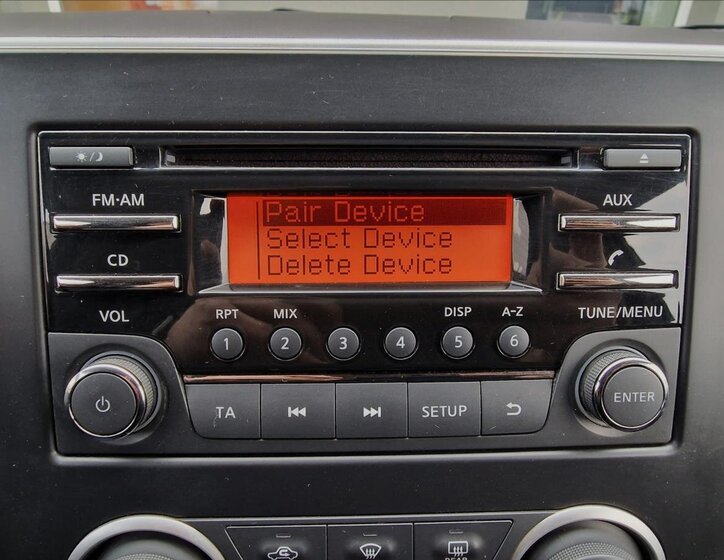 FM·AM
AUX
Pair Device
Select Device
Delete Device
CD
VOL
RPT
MIX
DISP
A-Z
TUNE/MENU
1
2
3
4
5
6
TA
SETUP
ENTER